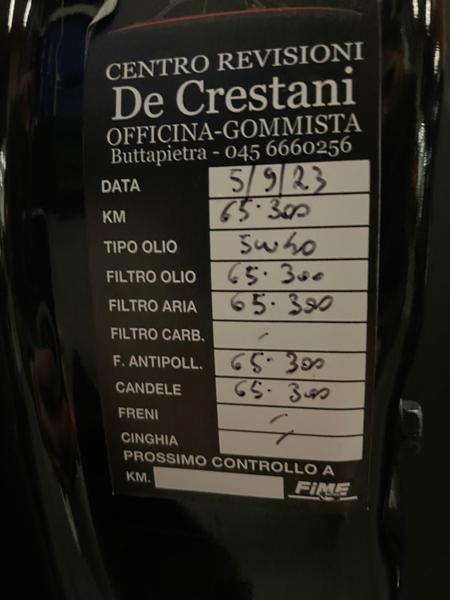 CENTRO REVISIONI
De Crestani
OFFICINA-GOMMISTA
Buttapietra - 045 6660256
DATA 5/9/23
KM 65.300
TIPO OLIO 5W40
FILTRO OLIO 65.300
FILTRO ARIA 65.300
FILTRO CARB. -
F. ANTIPOLL. 65.300
CANDELE 65.300
FRENI -
CINGHIA -
PROSSIMO CONTROLLO A
KM. FiME